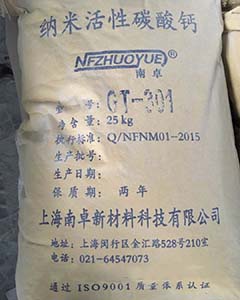 纳米活性碳酸钙
NFZHUOYUE®
南卓
型号: CT-301
净含量: 25kg
执行标准: Q/NFNM01-2015
生产批号:
生产日期:
保质期: 两年
上海南卓新材料科技有限公司
地址: 上海闵行区金汇路528号210室
电话: 021-64547073
通过ISO9001质量体系认证